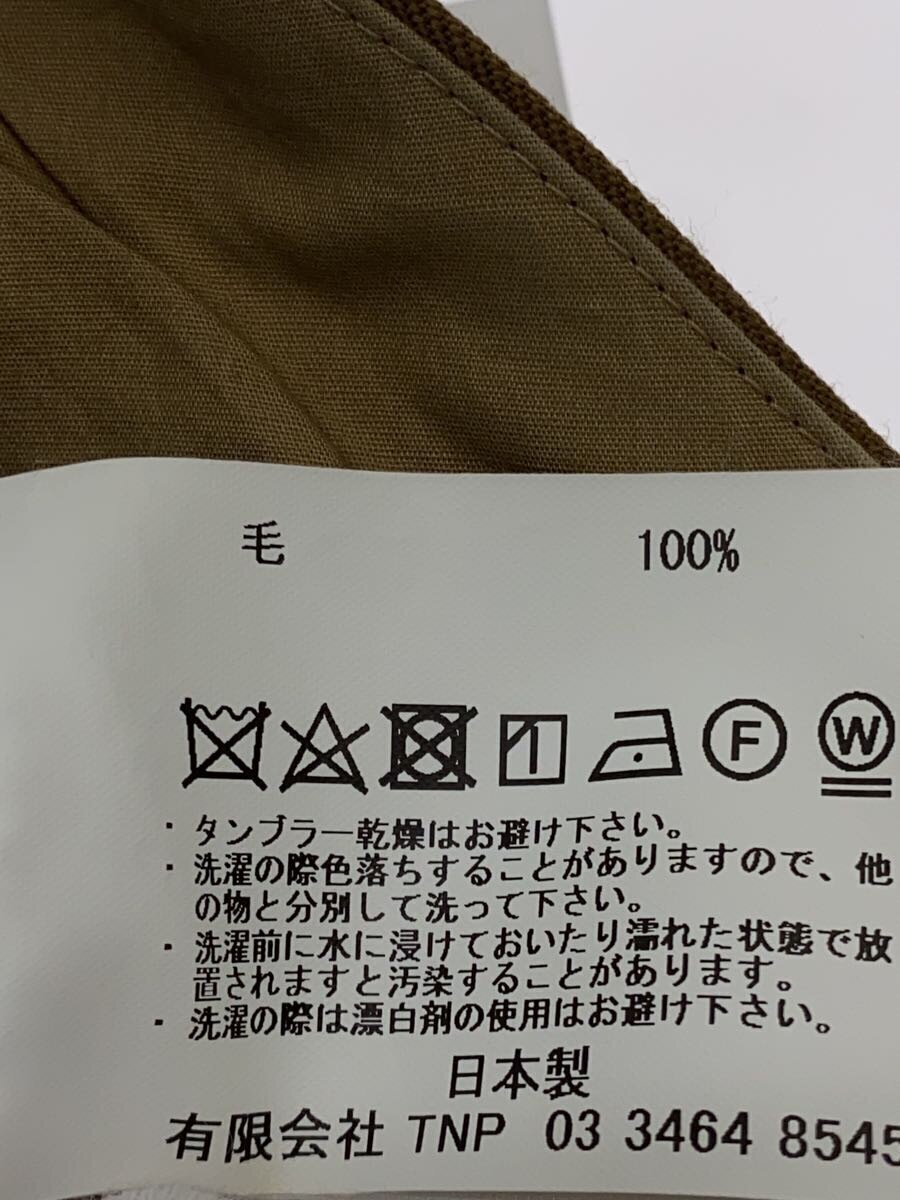 毛 100%
F W
・タンブラー乾燥はお避け下さい。
・洗濯の際色落ちすることがありますので、他
の物と分別して洗って下さい。
・洗濯前に水に浸けておいたり濡れた状態で放
置されますと汚染することがあります。
・洗濯の際は漂白剤の使用はお避け下さい。
日本製
有限会社 TNP 03 3464 8545